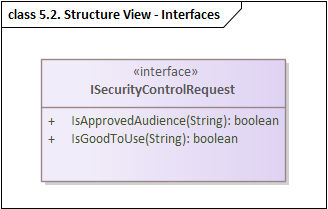 class 5.2. Structure View - Interfaces
«interface»
ISecurityControlRequest
+ IsApprovedAudience(String): boolean
+ IsGoodToUse(String): boolean